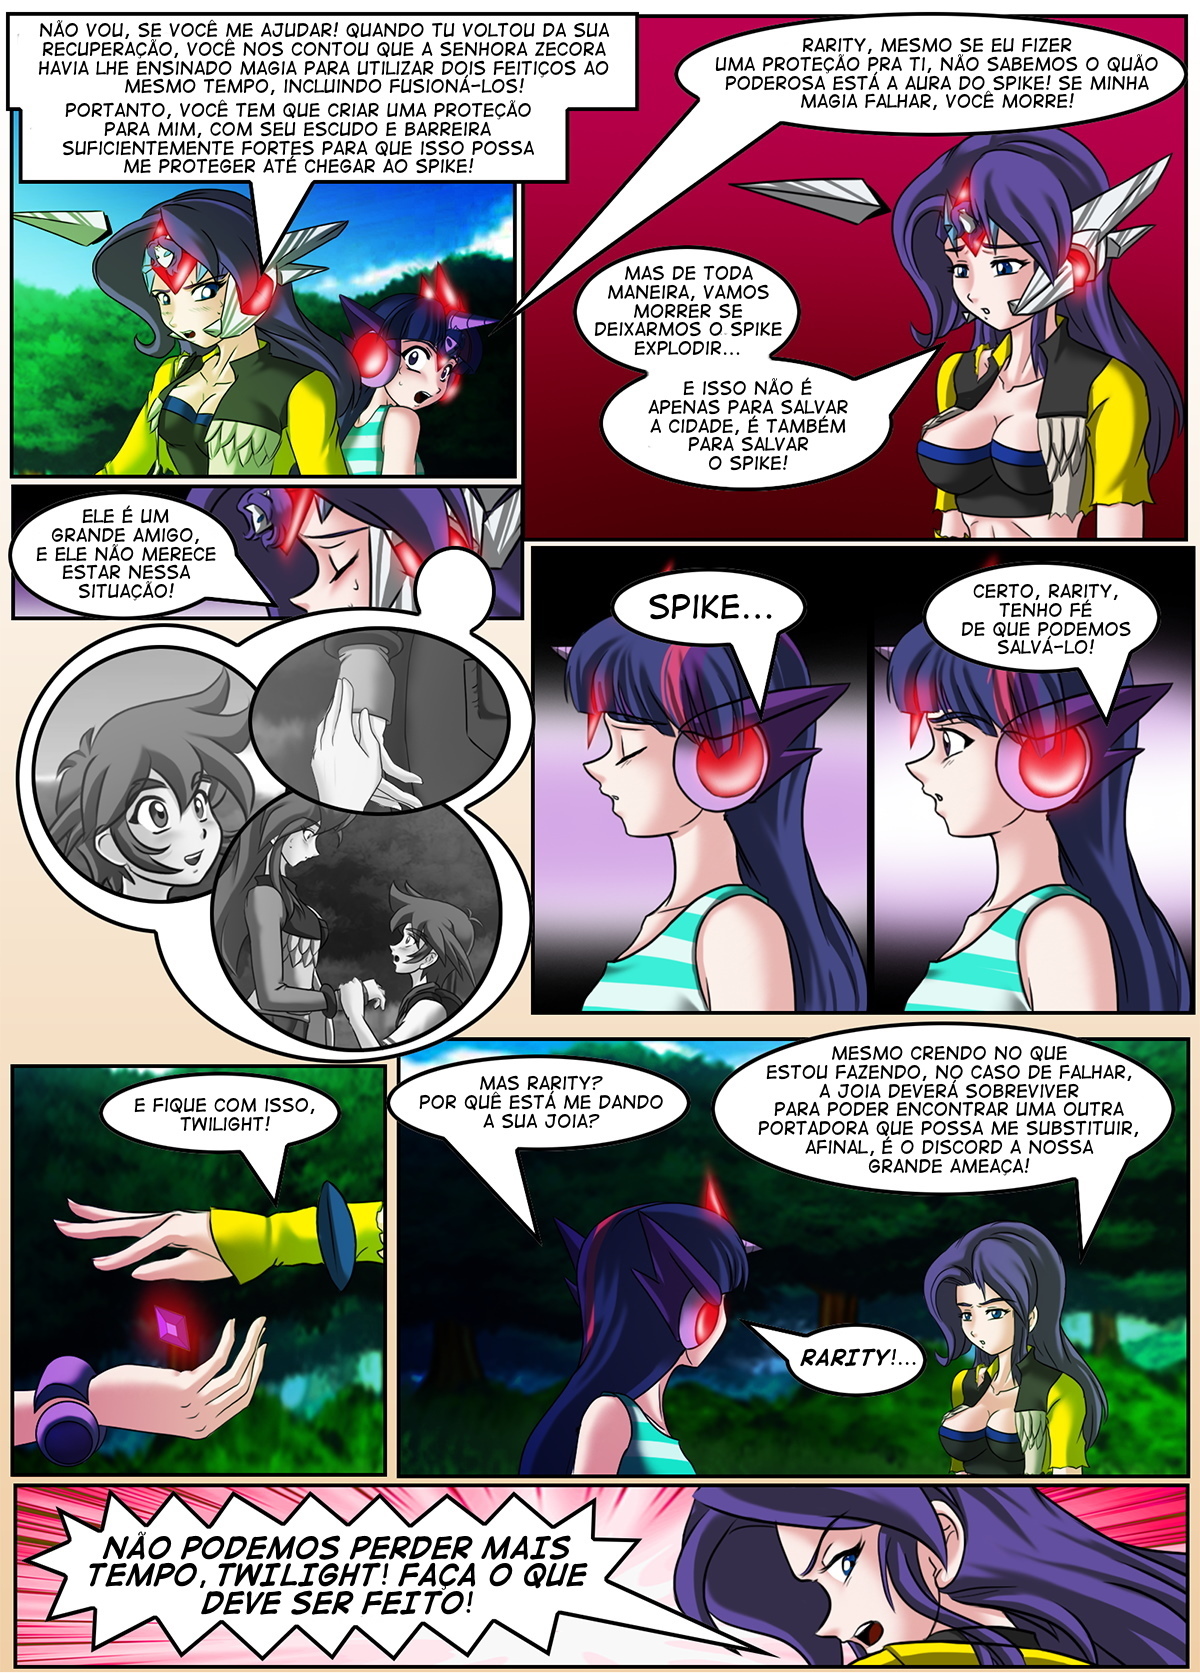 NÃO VOU, SE VOCÊ ME AJUDAR! QUANDO TU VOLTOU DA SUA
RECUPERAÇÃO, VOCÊ NOS CONTOU QUE A SENHORA ZECORA
HAVIA LHE ENSINADO MAGIA PARA UTILIZAR DOIS FEITIÇOS AO
MESMO TEMPO, INCLUINDO FUSIONÁ-LOS!
PORTANTO, VOCÊ TEM QUE CRIAR UMA PROTEÇÃO
PARA MIM, COM SEU ESCUDO E BARREIRA
SUFICIENTEMENTE FORTES PARA QUE ISSO POSSA
ME PROTEGER ATÉ CHEGAR AO SPIKE!
RARITY, MESMO SE EU FIZER
UMA PROTEÇÃO PRA TI, NÃO SABEMOS O QUÃO
PODEROSA ESTÁ A AURA DO SPIKE! SE MINHA
MAGIA FALHAR, VOCÊ MORRE!
MAS DE TODA
MANEIRA, VAMOS
MORRER SE
DEIXARMOS O SPIKE
EXPLODIR...
E ISSO NÃO É
APENAS PARA SALVAR
A CIDADE, É TAMBÉM
PARA SALVAR
O SPIKE!
ELE É UM
GRANDE AMIGO,
E ELE NÃO MERECE
ESTAR NESSA
SITUAÇÃO!
SPIKE...
CERTO, RARITY,
TENHO FÉ
DE QUE PODEMOS
SALVÁ-LO!
E FIQUE COM ISSO,
TWILIGHT!
MAS RARITY?
POR QUÊ ESTÁ ME DANDO
A SUA JOIA?
MESMO CRENDO NO QUE
ESTOU FAZENDO, NO CASO DE FALHAR,
A JOIA DEVERÁ SOBREVIVER
PARA PODER ENCONTRAR UMA OUTRA
PORTADORA QUE POSSA ME SUBSTITUIR,
AFINAL, É O DISCORD A NOSSA
GRANDE AMEAÇA!
RARITY!...
NÃO PODEMOS PERDER MAIS
TEMPO, TWILIGHT! FAÇA O QUE
DEVE SER FEITO!